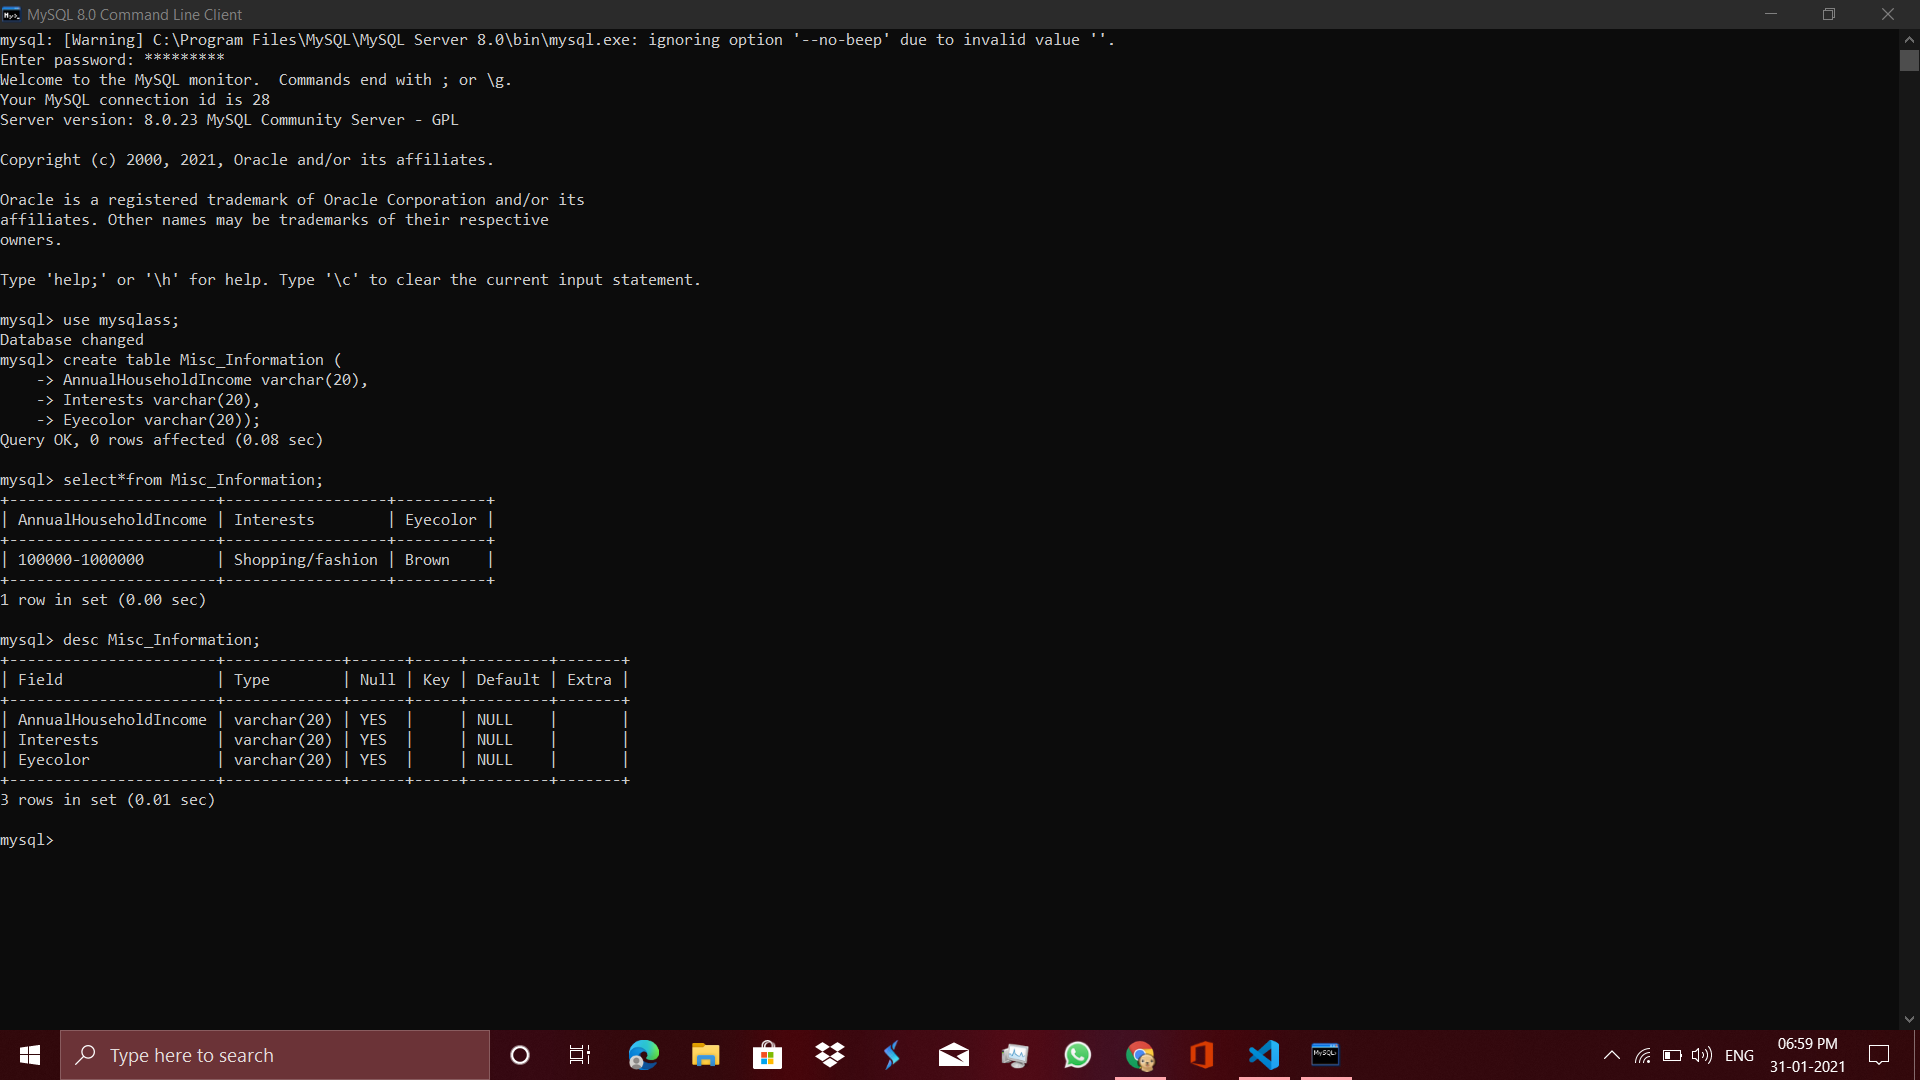 MySQL 8.0 Command Line Client
mysql: [Warning] C:\Program Files\MySQL\MySQL Server 8.0\bin\mysql.exe: ignoring option '--no-beep' due to invalid value ''.
Enter password: *********
Welcome to the MySQL monitor.  Commands end with ; or \g.
Your MySQL connection id is 28
Server version: 8.0.23 MySQL Community Server - GPL
Copyright (c) 2000, 2021, Oracle and/or its affiliates.
Oracle is a registered trademark of Oracle Corporation and/or its
affiliates. Other names may be trademarks of their respective
owners.
Type 'help;' or '\h' for help. Type '\c' to clear the current input statement.
mysql> use mysqlass;
Database changed
mysql> create table Misc_Information (
    -> AnnualHouseholdIncome varchar(20),
    -> Interests varchar(20),
    -> Eyecolor varchar(20));
Query OK, 0 rows affected (0.08 sec)
mysql> select*from Misc_Information;
+-----------------------+------------------+----------+
| AnnualHouseholdIncome | Interests        | Eyecolor |
+-----------------------+------------------+----------+
| 100000-1000000        | Shopping/fashion | Brown    |
+-----------------------+------------------+----------+
1 row in set (0.00 sec)
mysql> desc Misc_Information;
+-----------------------+-------------+------+-----+---------+-------+
| Field                 | Type        | Null | Key | Default | Extra |
+-----------------------+-------------+------+-----+---------+-------+
| AnnualHouseholdIncome | varchar(20) | YES  |     | NULL    |       |
| Interests             | varchar(20) | YES  |     | NULL    |       |
| Eyecolor              | varchar(20) | YES  |     | NULL    |       |
+-----------------------+-------------+------+-----+---------+-------+
3 rows in set (0.01 sec)
mysql>
Type here to search
ENG
06:59 PM
31-01-2021